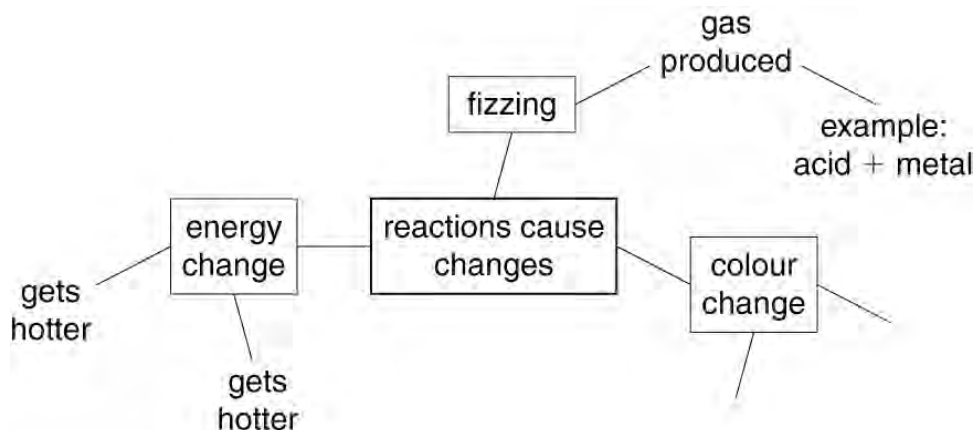 gas
produced
fizzing
example:
acid + metal
energy
change
reactions cause
changes
colour
change
gets
hotter
gets
hotter